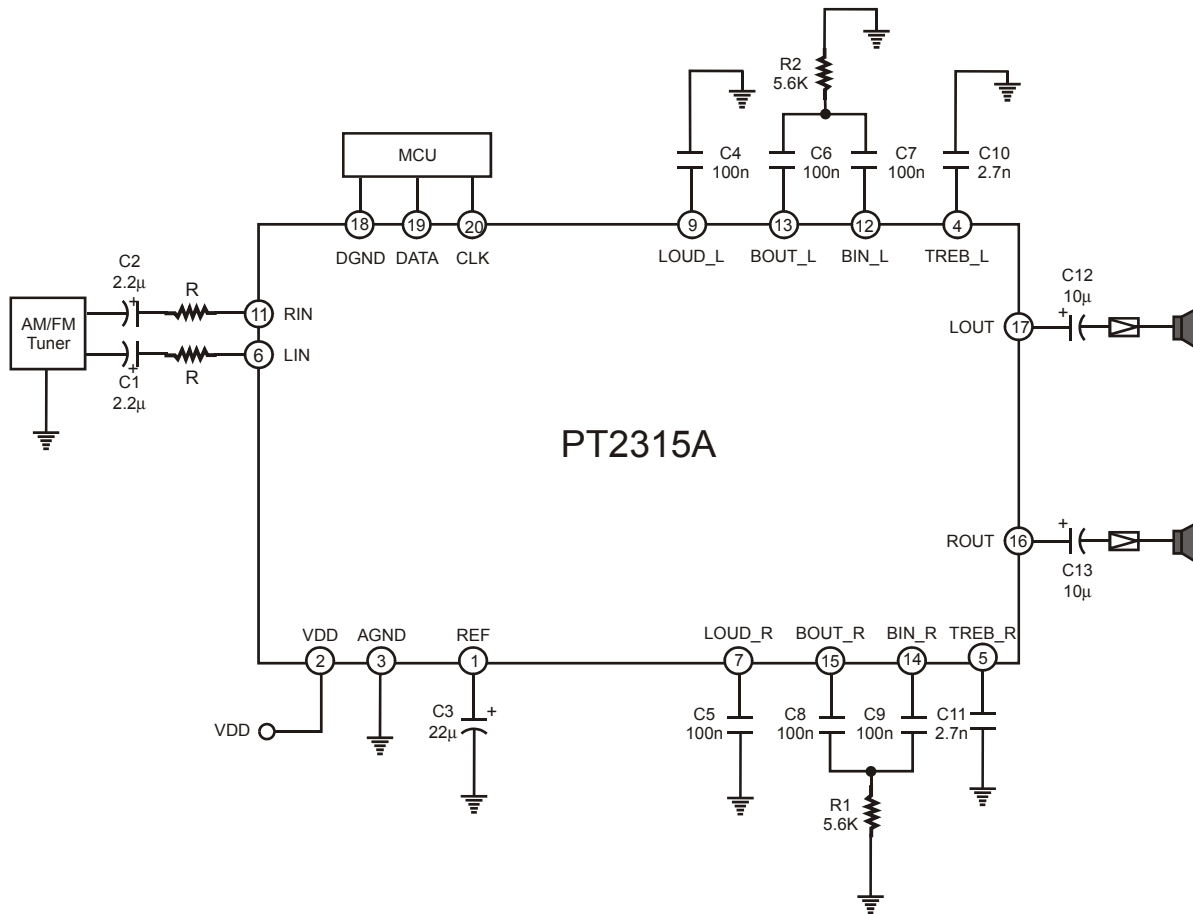 R2
5.6K
C4
100n
C6
100n
C7
100n
C10
2.7n
MCU
18
19
20
9
13
12
4
DGND
DATA
CLK
LOUD_L
BOUT_L
BIN_L
TREB_L
C2
2.2μ
+
R
11
RIN
AM/FM
Tuner
6
LIN
+
R
C1
2.2μ
C12
10μ
+
LOUT
17
PT2315A
ROUT
16
+
C13
10μ
VDD
AGND
REF
LOUD_R
BOUT_R
BIN_R
TREB_R
2
3
1
7
15
14
5
VDD
C3
22μ
+
C5
100n
C8
100n
C9
100n
C11
2.7n
R1
5.6K